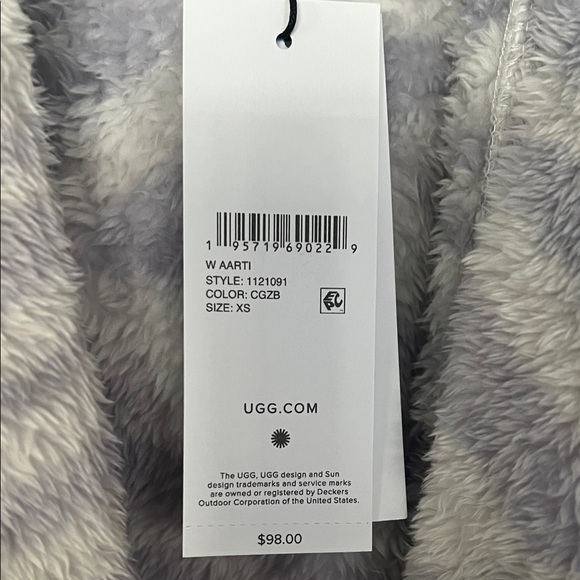 1 95719 69022 9
W AARTI
STYLE: 1121091
COLOR: CGZB
SIZE: XS
EPC
UGG.COM
The UGG, UGG design and Sun
design trademarks and service marks
are owned or registered by Deckers
Outdoor Corporation of the United States.
$98.00